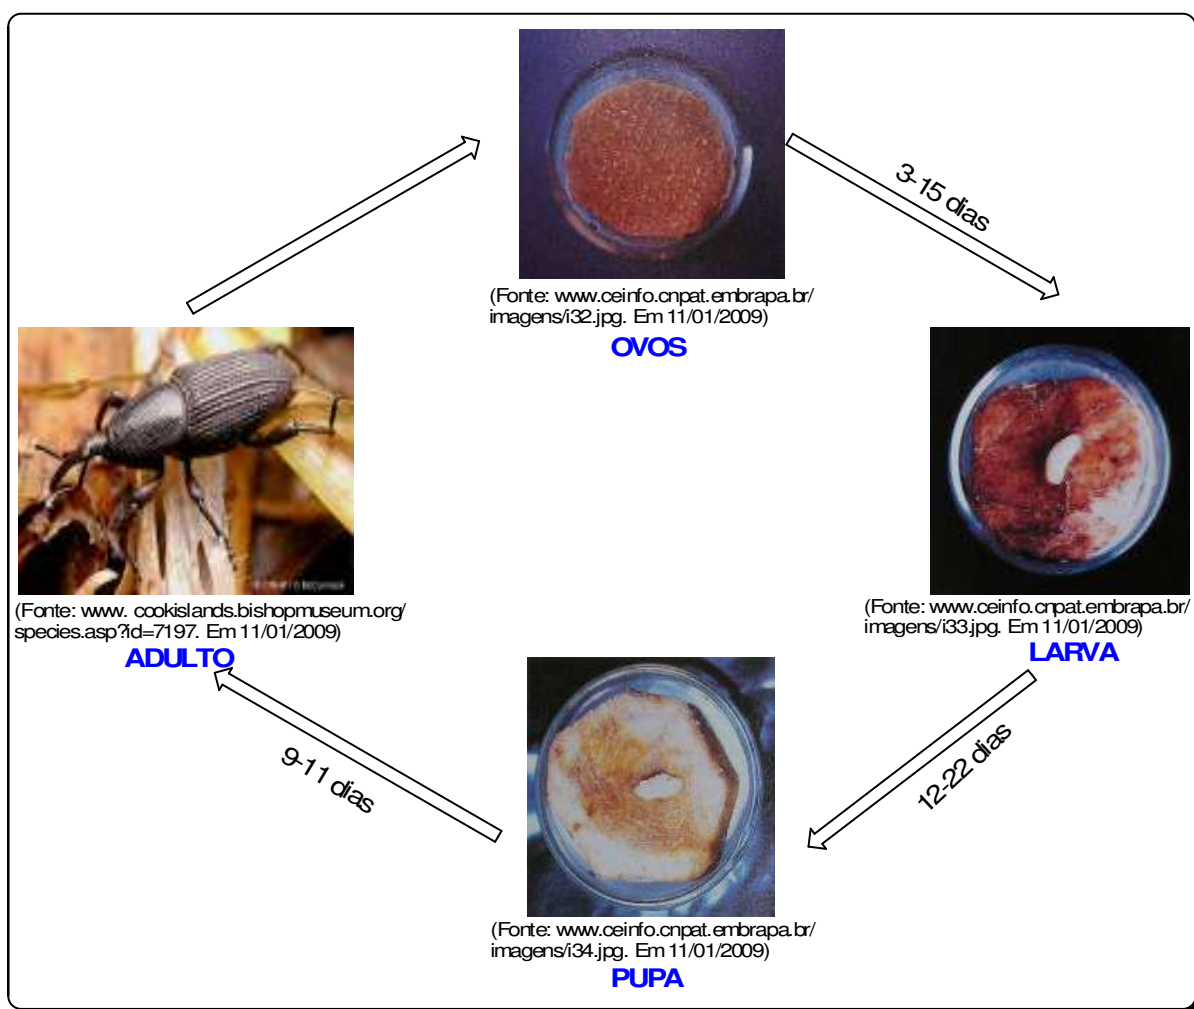 3-15 dias
(Fonte: www.ceinfo.cnpat.embrapa.br/
imagens/i32.jpg. Em 11/01/2009)
OVOS
(Fonte: www. cookislands.bishopmuseum.org/
species.asp?id=7197. Em 11/01/2009)
ADULTO
(Fonte: www.ceinfo.cnpat.embrapa.br/
imagens/i33.jpg. Em 11/01/2009)
LARVA
9-11 dias
12-22 dias
(Fonte: www.ceinfo.cnpat.embrapa.br/
imagens/i34.jpg. Em 11/01/2009)
PUPA